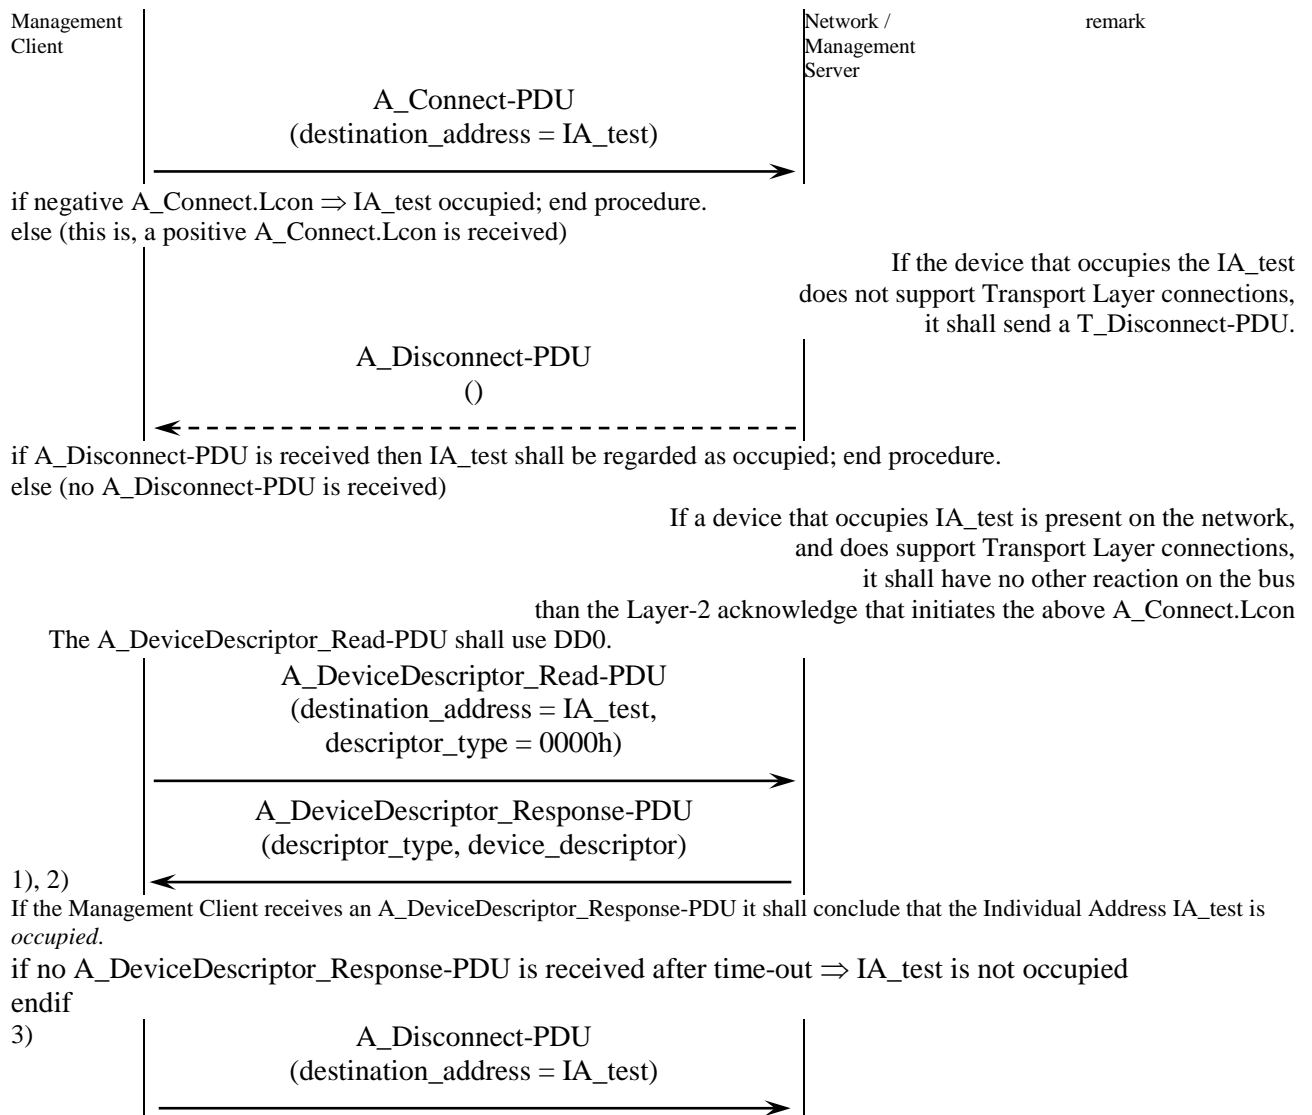 Management
Client
Network /
Management
Server
remark
A_Connect-PDU
(destination_address = IA_test)
if negative A_Connect.Lcon ⇒ IA_test occupied; end procedure.
else (this is, a positive A_Connect.Lcon is received)
If the device that occupies the IA_test
does not support Transport Layer connections,
it shall send a T_Disconnect-PDU.
A_Disconnect-PDU
()
if A_Disconnect-PDU is received then IA_test shall be regarded as occupied; end procedure.
else (no A_Disconnect-PDU is received)
If a device that occupies IA_test is present on the network,
and does support Transport Layer connections,
it shall have no other reaction on the bus
than the Layer-2 acknowledge that initiates the above A_Connect.Lcon
The A_DeviceDescriptor_Read-PDU shall use DD0.
A_DeviceDescriptor_Read-PDU
(destination_address = IA_test,
descriptor_type = 0000h)
A_DeviceDescriptor_Response-PDU
(descriptor_type, device_descriptor)
1), 2)
If the Management Client receives an A_DeviceDescriptor_Response-PDU it shall conclude that the Individual Address IA_test is
occupied.
if no A_DeviceDescriptor_Response-PDU is received after time-out ⇒ IA_test is not occupied
endif
3)
A_Disconnect-PDU
(destination_address = IA_test)